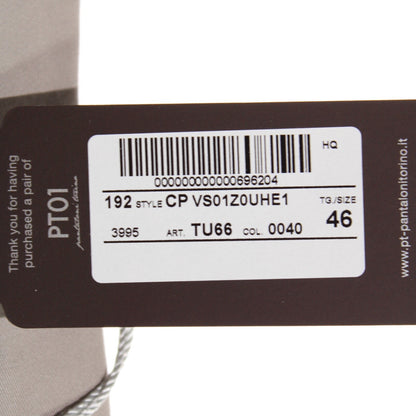 Thank you for having
purchased a pair of
PT01
pantaloni torino
HQ
000000000000696204
192 STYLE CP VS01Z0UHE1 TG/SIZE
3995 ART. TU66 COL. 0040 46
www.pt-pantalonitorino.it